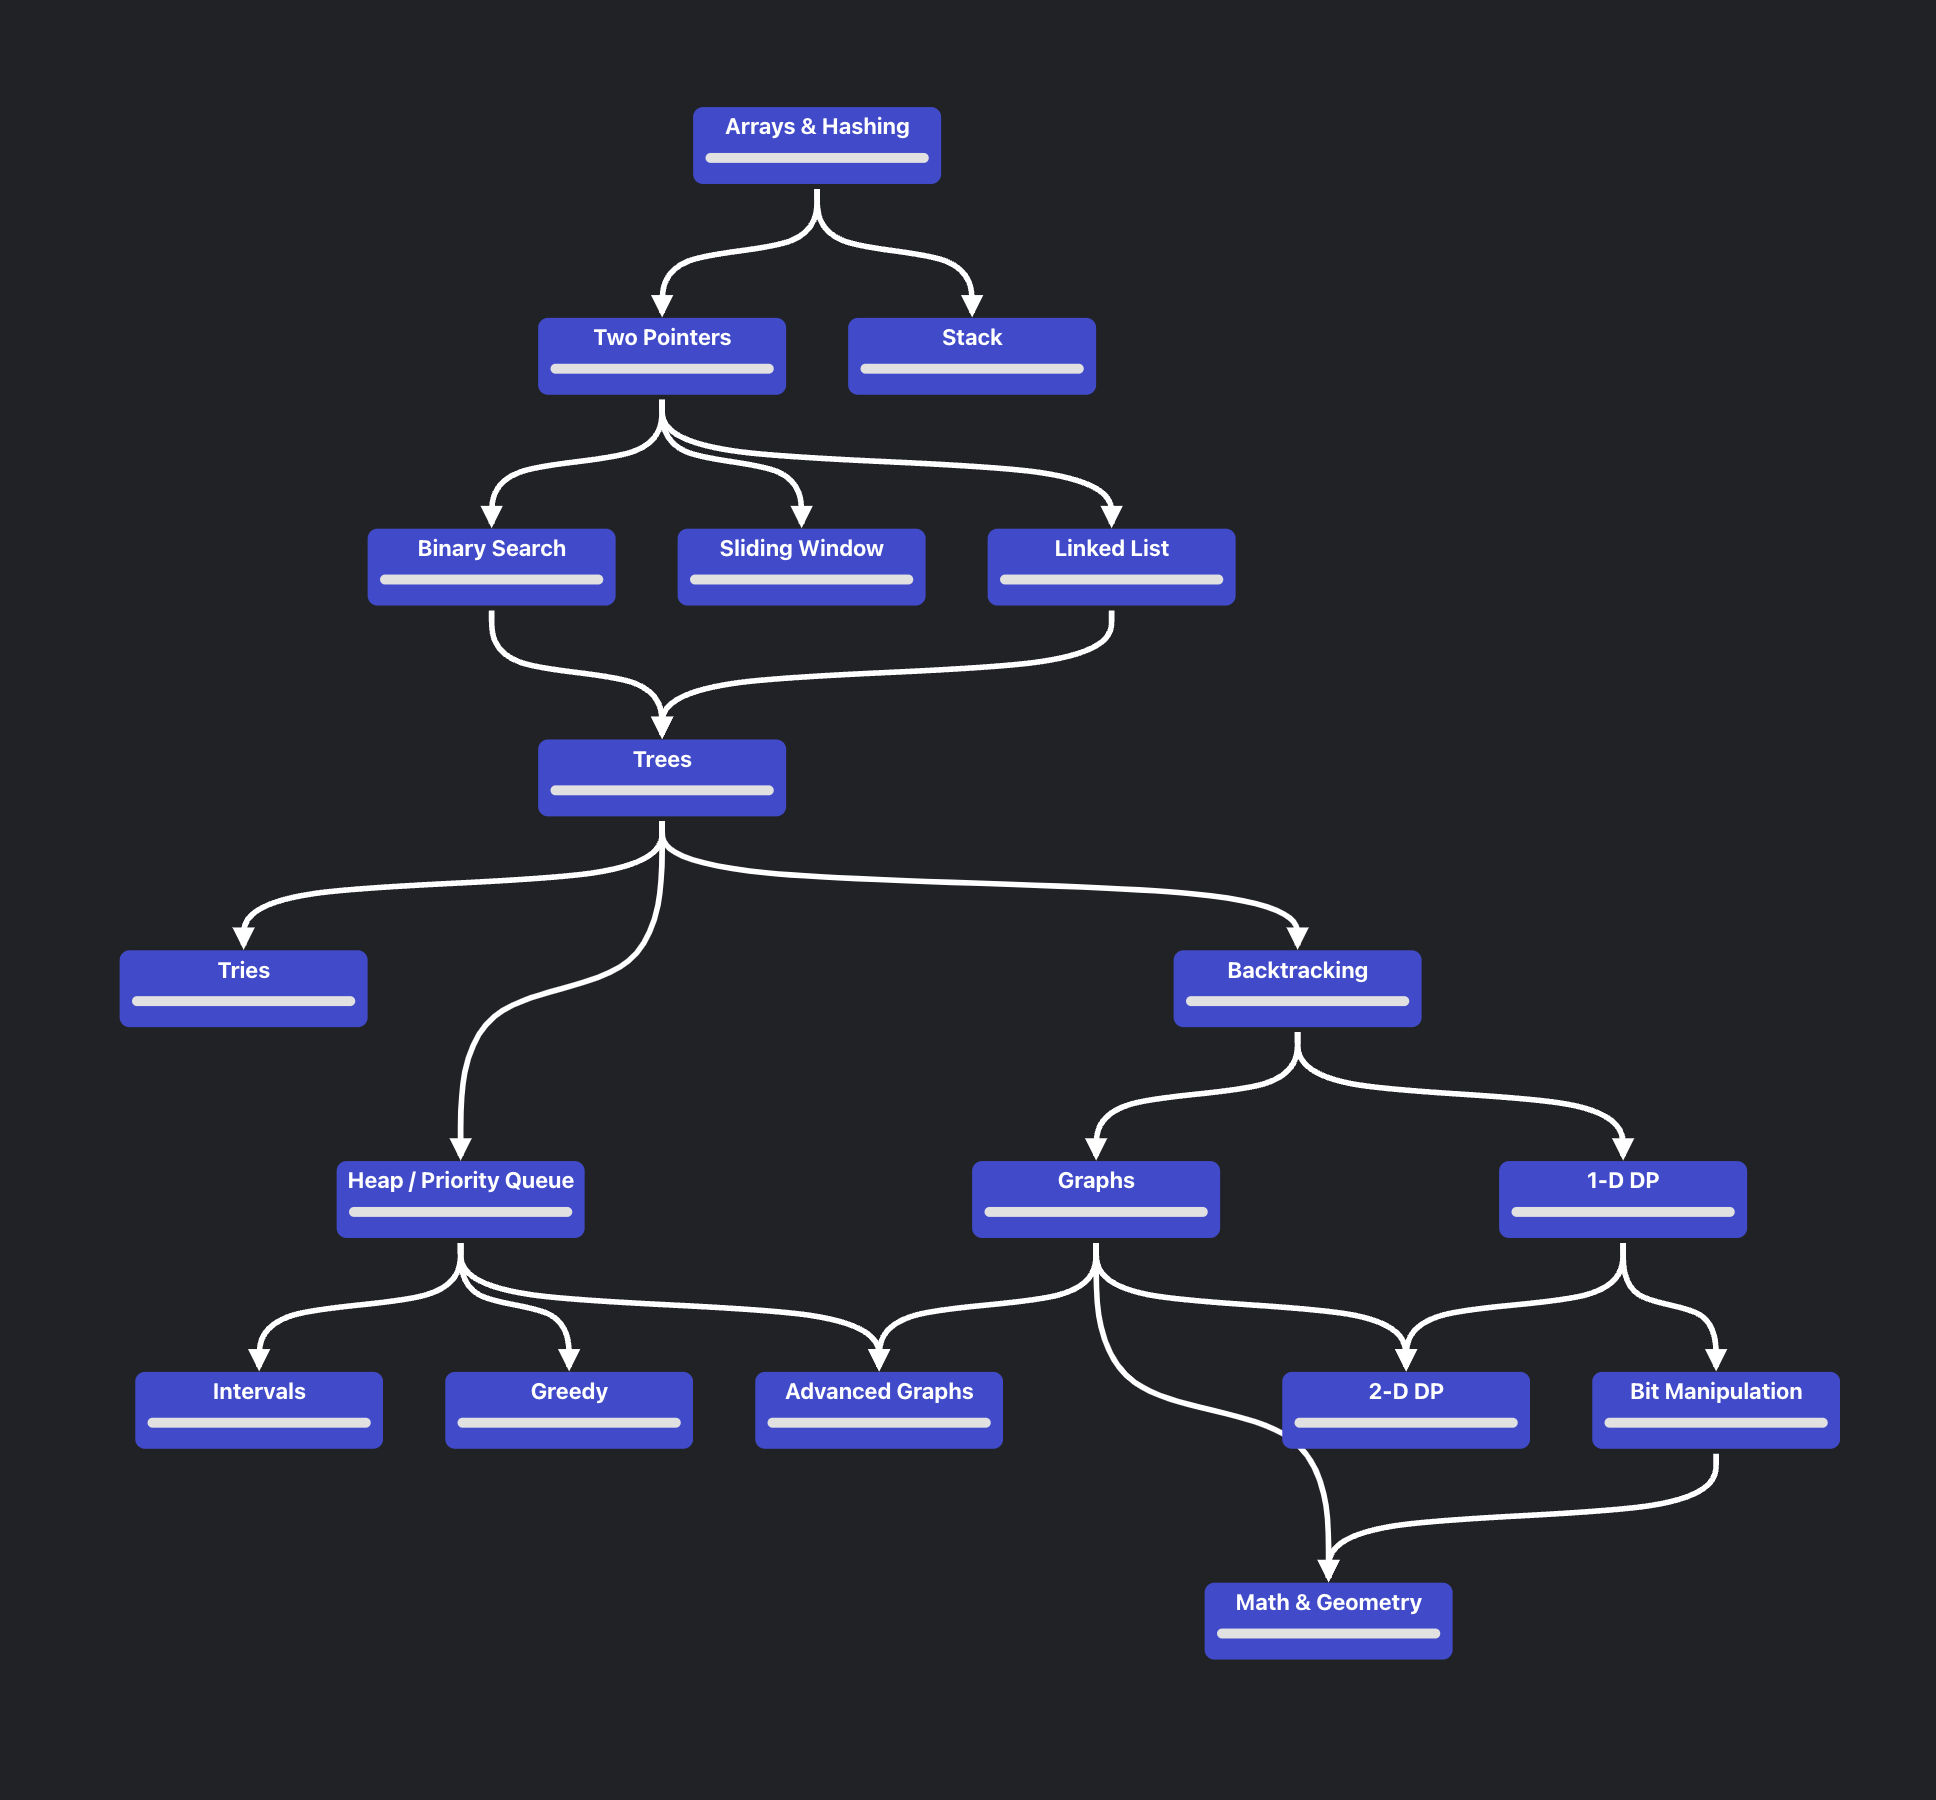 Arrays & Hashing
Two Pointers
Stack
Binary Search
Sliding Window
Linked List
Trees
Tries
Backtracking
Heap / Priority Queue
Graphs
1-D DP
Intervals
Greedy
Advanced Graphs
2-D DP
Bit Manipulation
Math & Geometry